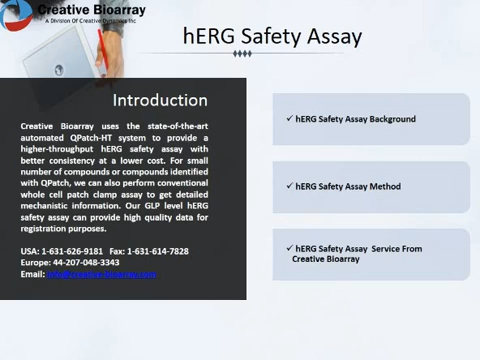 Creative Bioarray
A Division Of Creative Dynamics Inc
hERG Safety Assay
Introduction
Creative Bioarray uses the state-of-the-art
automated QPatch-HT system to provide a
higher-throughput hERG safety assay with
better consistency at a lower cost. For small
number of compounds or compounds identified
with QPatch, we can also perform conventional
whole cell patch clamp assay to get detailed
mechanistic information. Our GLP level hERG
safety assay can provide high quality data for
registration purposes.
USA: 1-631-626-9181 Fax: 1-631-614-7828
Europe: 44-207-048-3343
Email: info@creative-bioarray.com
✓ hERG Safety Assay Background
✓ hERG Safety Assay Method
✓ hERG Safety Assay Service From
Creative Bioarray